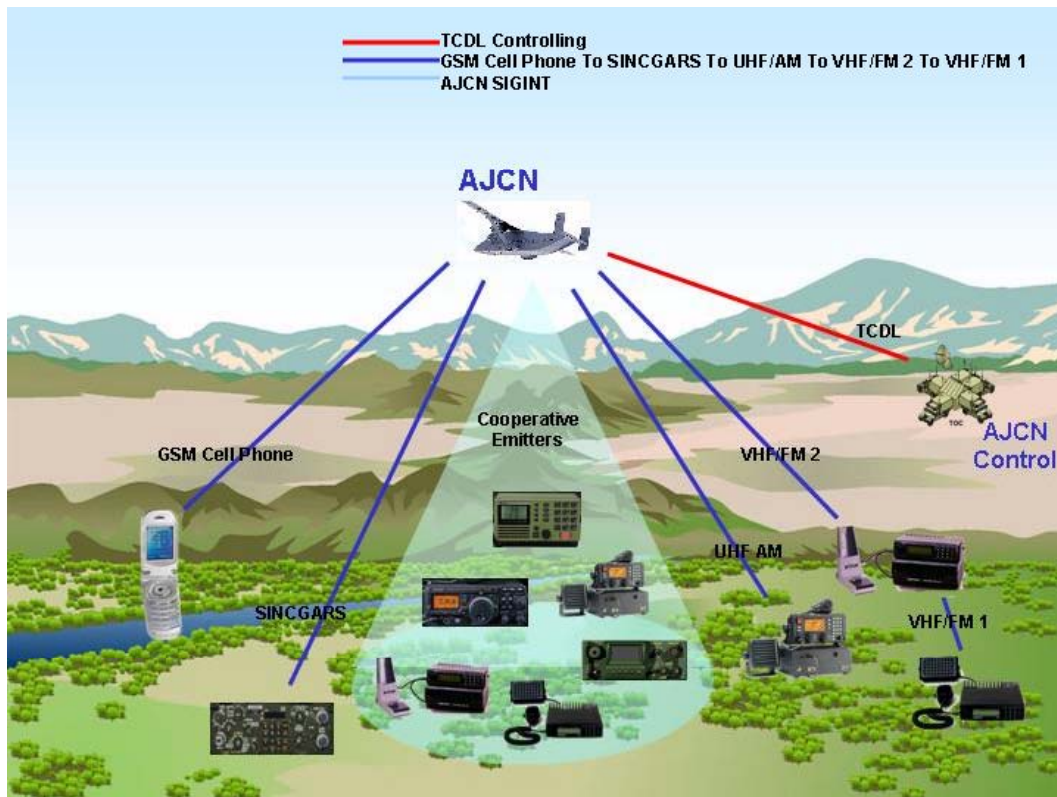 TCDL Controlling
GSM Cell Phone To SINCGARS To UHF/AM To VHF/FM 2 To VHF/FM 1
AJCN SIGINT
AJCN
TCDL
TOC
AJCN
Control
Cooperative
Emitters
GSM Cell Phone
VHF/FM 2
UHF AM
SINCGARS
VHF/FM 1